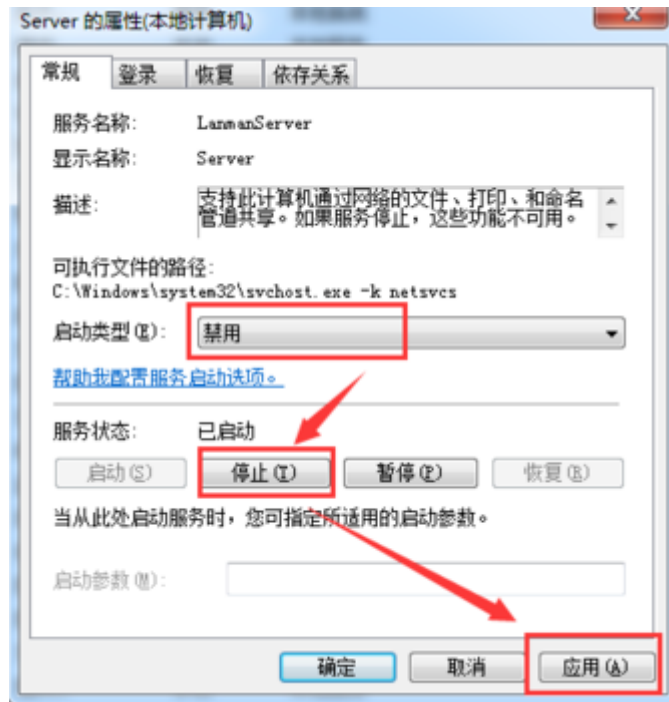 Server 的属性(本地计算机)
常规 登录 恢复 依存关系
服务名称: LanmanServer
显示名称: Server
描述: 支持此计算机通过网络的文件、打印、和命名
管道共享。如果服务停止，这些功能不可用。
可执行文件的路径:
C:\Windows\system32\svchost.exe -k netsvcs
启动类型(E): 禁用
帮助我配置服务启动选项。
服务状态: 已启动
启动(S) 停止(T) 暂停(P) 恢复(R)
当从此处启动服务时，您可指定所适用的启动参数。
启动参数(M):
确定 取消 应用(A)